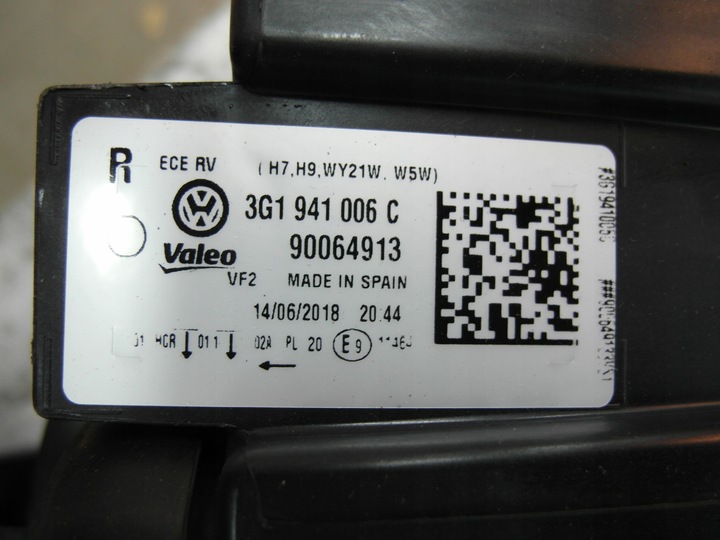 R ECE RV (H7,H9,WY21W, W5W)
3G1 941 006 C
Valeo 90064913
VF2 MADE IN SPAIN
14/06/2018 20:44
HCR 011 02A PL 20 E9